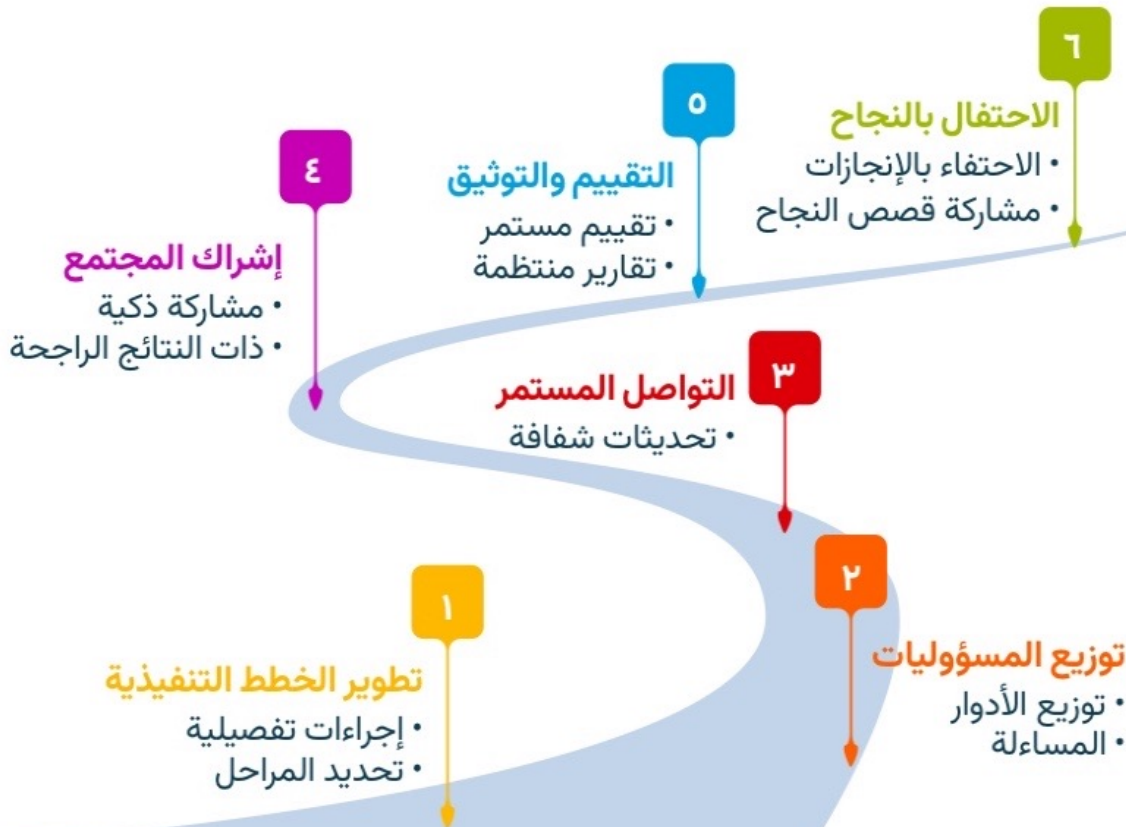 ١
تطوير الخطط التنفيذية
• إجراءات تفصيلية
• تحديد المراحل
٢
توزيع المسؤوليات
• توزيع الأدوار
• المساءلة
٣
التواصل المستمر
• تحديثات شفافة
٤
إشراك المجتمع
• مشاركة ذكية
• ذات النتائج الراجحة
٥
التقييم والتوثيق
• تقييم مستمر
• تقارير منتظمة
٦
الاحتفال بالنجاح
• الاحتفاء بالإنجازات
• مشاركة قصص النجاح